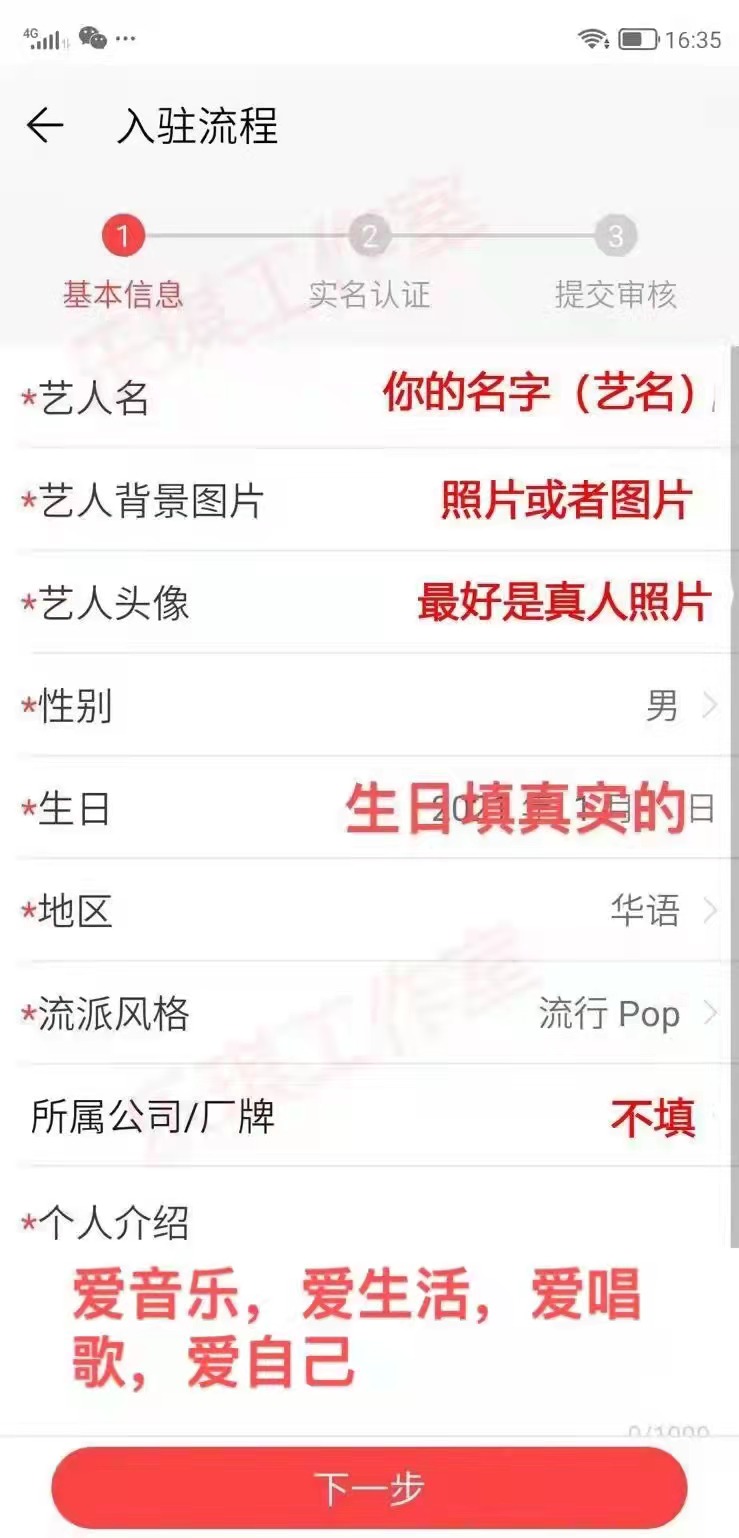 4G 16:35
入驻流程
1 2 3
基本信息 实名认证 提交审核
*艺人名 你的名字（艺名）
*艺人背景图片 照片或者图片
*艺人头像 最好是真人照片
*性别 男
*生日 生日填真实的 日
*地区 华语
*流派风格 流行 Pop
所属公司/厂牌 不填
*个人介绍
爱音乐，爱生活，爱唱
歌，爱自己
下一步